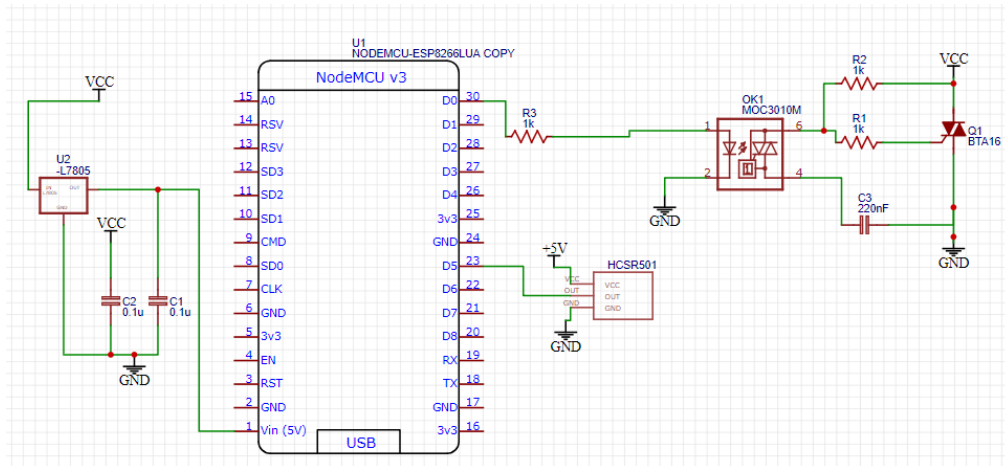 U1
NODEMCU-ESP8266LUA COPY
NodeMCU v3
15 A0
14 RSV
13 RSV
12 SD3
11 SD2
10 SD1
9 CMD
8 SD0
7 CLK
6 GND
5 3v3
4 EN
3 RST
2 GND
1 Vin (5V)
D0 30
D1 29
D2 28
D3 27
D4 26
3v3 25
GND 24
D5 23
D6 22
D7 21
D8 20
RX 19
TX 18
GND 17
3v3 16
USB
VCC
U2
-L7805
IN
OUT
L7805
GND
VCC
C2
0.1u
C1
0.1u
GND
R3
1k
OK1
MOC3010M
1
2
6
4
GND
R2
1k
R1
1k
VCC
Q1
BTA16
C3
220nF
GND
+5V
HCSR501
VCC
OUT
GND
VCC
OUT
GND
GND